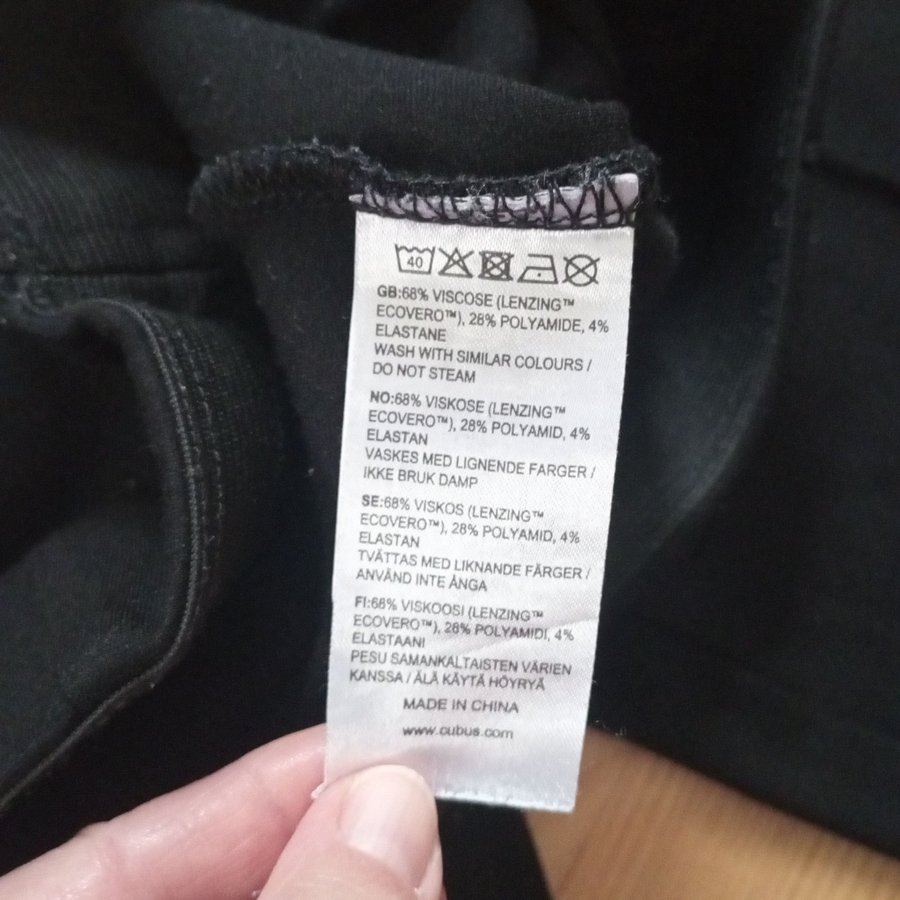 40
GB:68% VISCOSE (LENZING™
ECOVERO™), 28% POLYAMIDE, 4%
ELASTANE
WASH WITH SIMILAR COLOURS /
DO NOT STEAM
NO:68% VISKOSE (LENZING™
ECOVERO™), 28% POLYAMID, 4%
ELASTAN
VASKES MED LIGNENDE FARGER /
IKKE BRUK DAMP
SE:68% VISKOS (LENZING™
ECOVERO™), 28% POLYAMID, 4%
ELASTAN
TVÄTTAS MED LIKNANDE FÄRGER /
ANVÄND INTE ÅNGA
FI:68% VISKOOSI (LENZING™
ECOVERO™), 28% POLYAMIDI, 4%
ELASTAANI
PESU SAMANKALTAISTEN VÄRIEN
KANSSA / ÄLÄ KÄYTÄ HÖYRYÄ
MADE IN CHINA
www.cubus.com